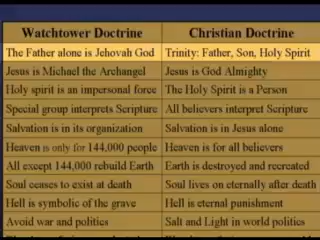 Watchtower Doctrine Christian Doctrine
The Father alone is Jehovah God Trinity: Father, Son, Holy Spirit
Jesus is Michael the Archangel Jesus is God Almighty
Holy spirit is an impersonal force The Holy Spirit is a Person
Special group interprets Scripture All believers interpret Scripture
Salvation is in its organization Salvation is in Jesus alone
Heaven is only for 144,000 people Heaven is for all believers
All except 144,000 rebuild Earth Earth is destroyed and recreated
Soul ceases to exist at death Soul lives on eternally after death
Hell is symbolic of the grave Hell is eternal punishment
Avoid war and politics Salt and Light in world politics